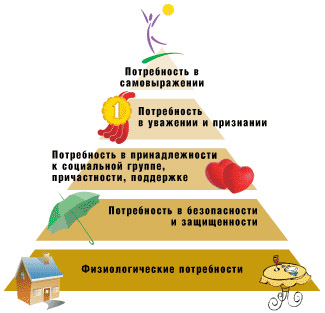 Потребность в
самовыражении
1
Потребность
в уважении и признании
Потребность в принадлежности
к социальной группе,
причастности, поддержке
Потребность в безопасности
и защищенности
Физиологические потребности